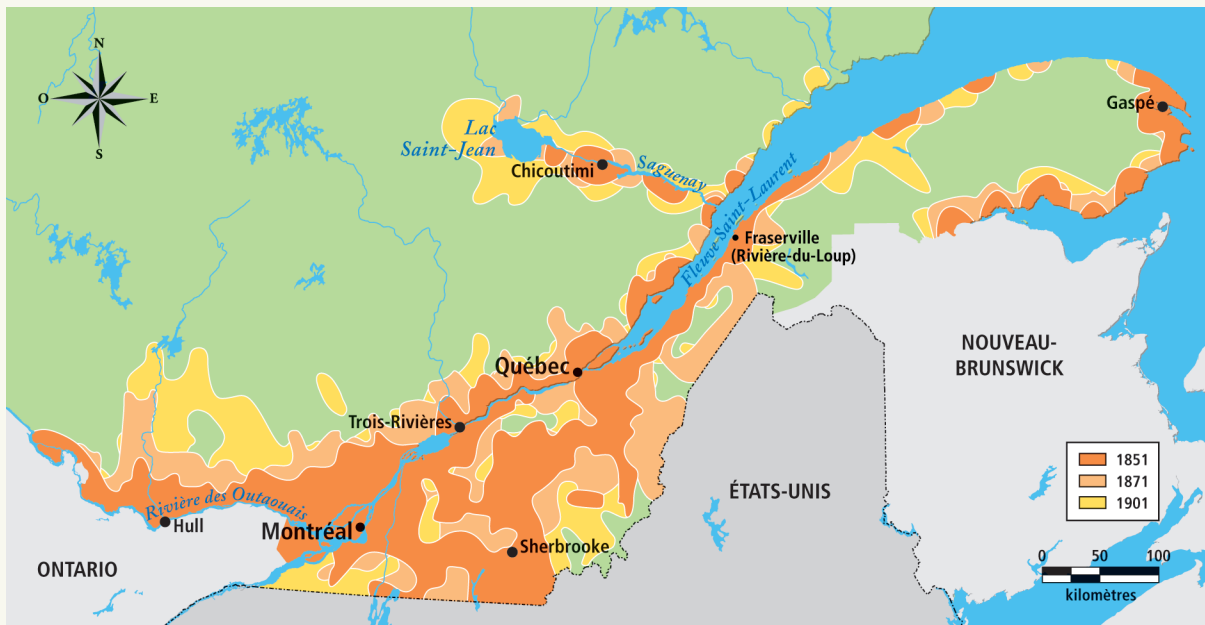 N
O
E
S
Lac
Saint-Jean
Chicoutimi
Saguenay
Gaspé
Fleuve Saint-Laurent
Fraserville
(Rivière-du-Loup)
NOUVEAU-
BRUNSWICK
Québec
Trois-Rivières
Rivière des Outaouais
Hull
Montréal
Sherbrooke
ÉTATS-UNIS
ONTARIO
1851
1871
1901
0 50 100
kilomètres